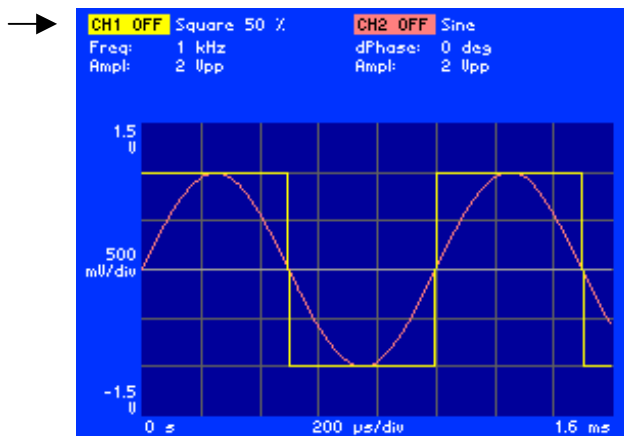 CH1 OFF Square 50 % CH2 OFF Sine
Freq: 1 kHz dPhase: 0 deg
Ampl: 2 Vpp Ampl: 2 Vpp
1.5
V
500
mV/div
-1.5
V
0 s 200 µs/div 1.6 ms